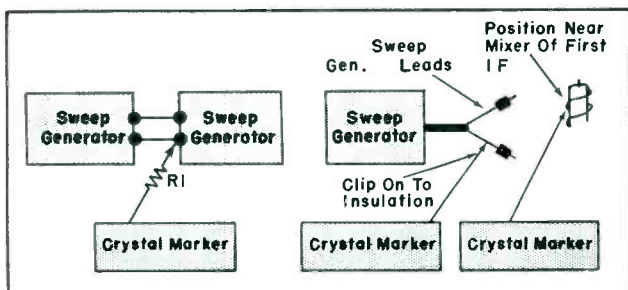 Sweep
Generator
Sweep
Generator
R1
Crystal Marker
Sweep
Gen. Leads
Sweep
Generator
Clip On To
Insulation
Crystal Marker
Position Near
Mixer Of First
IF
Crystal Marker